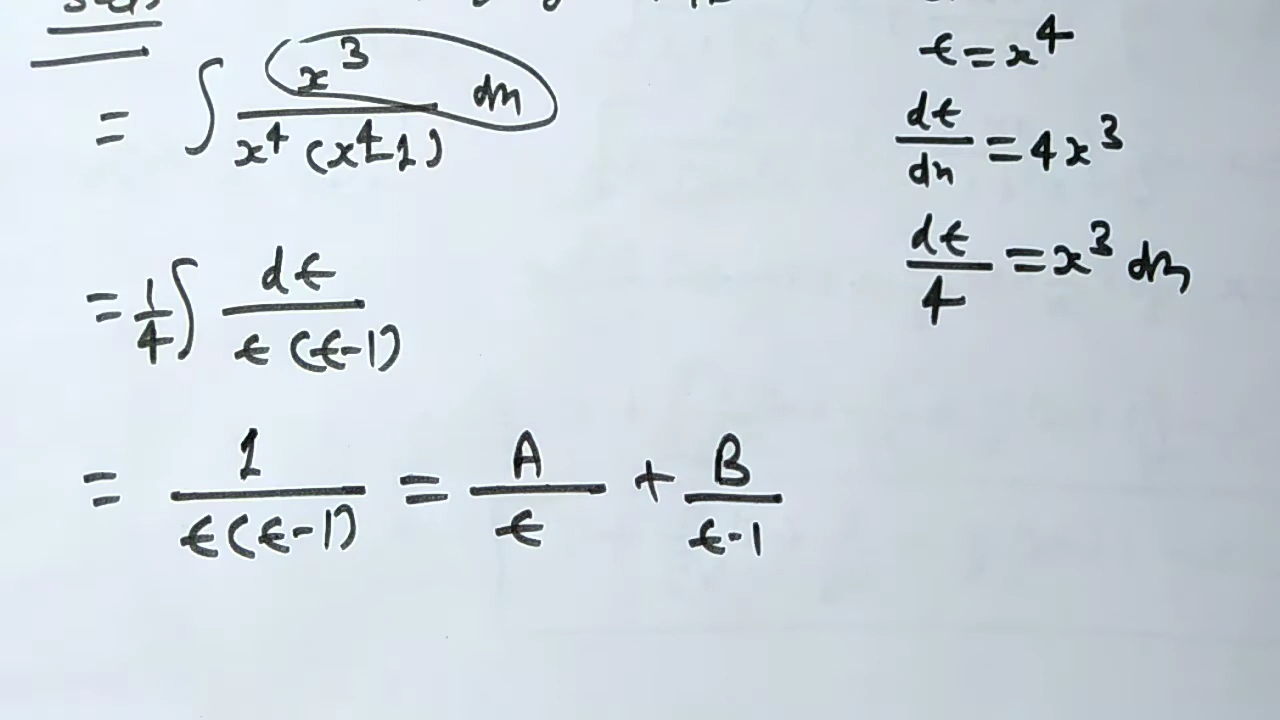 t = x⁴
= ∫ x³ dx / x⁴ (x⁴-1)
dt/dx = 4x³
dt/4 = x³ dx
= 1/4 ∫ dt / t (t-1)
= 1 / t(t-1) = A / t + B / t-1